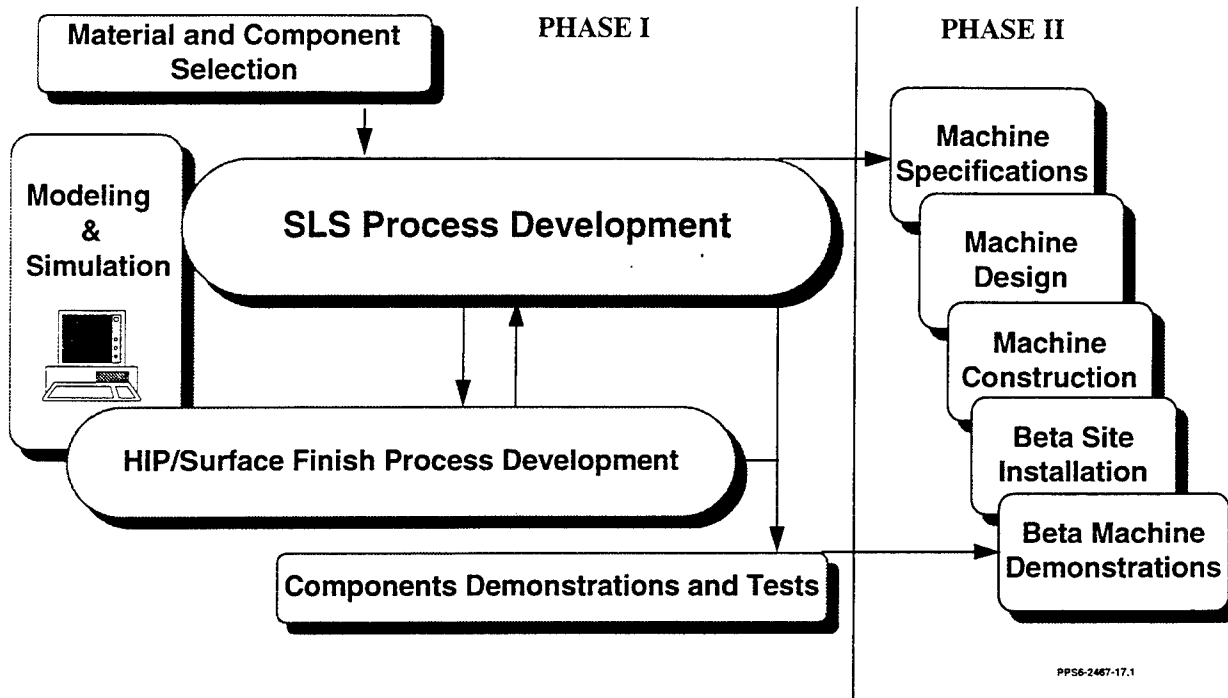 PHASE I
Material and Component
Selection
Modeling
&
Simulation
SLS Process Development
HIP/Surface Finish Process Development
Components Demonstrations and Tests
PHASE II
Machine
Specifications
Machine
Design
Machine
Construction
Beta Site
Installation
Beta Machine
Demonstrations
PPS6-2467-17.1